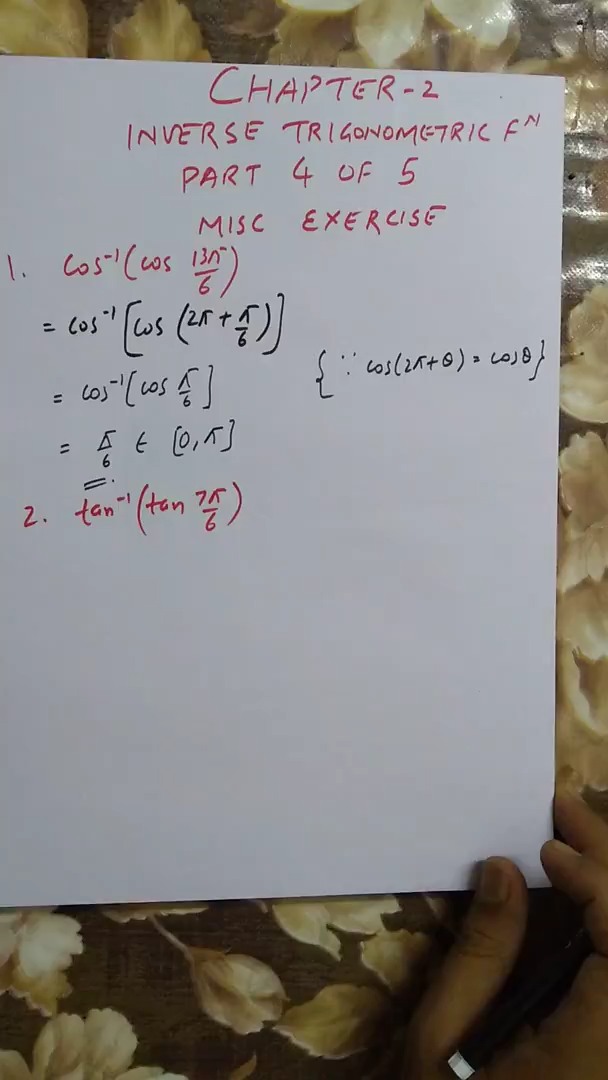 CHAPTER-2
INVERSE TRIGONOMETRIC Fᴺ
PART 4 OF 5
MISC EXERCISE
1. cos⁻¹(cos 13π/6)
= cos⁻¹[cos (2π + π/6)]
{∵ cos(2π+θ) = cosθ}
= cos⁻¹[cos π/6]
= π/6 ∈ [0, π]
2. tan⁻¹(tan 7π/6)